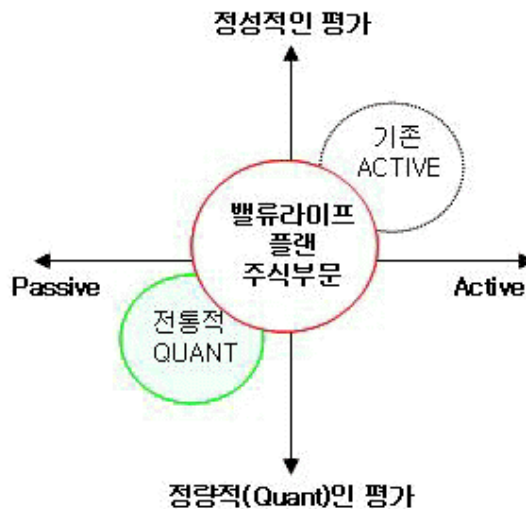 정성적인 평가
기존
ACTIVE
밸류라이프
플랜
주식부문
Passive
Active
전통적
QUANT
정량적(Quant)인 평가